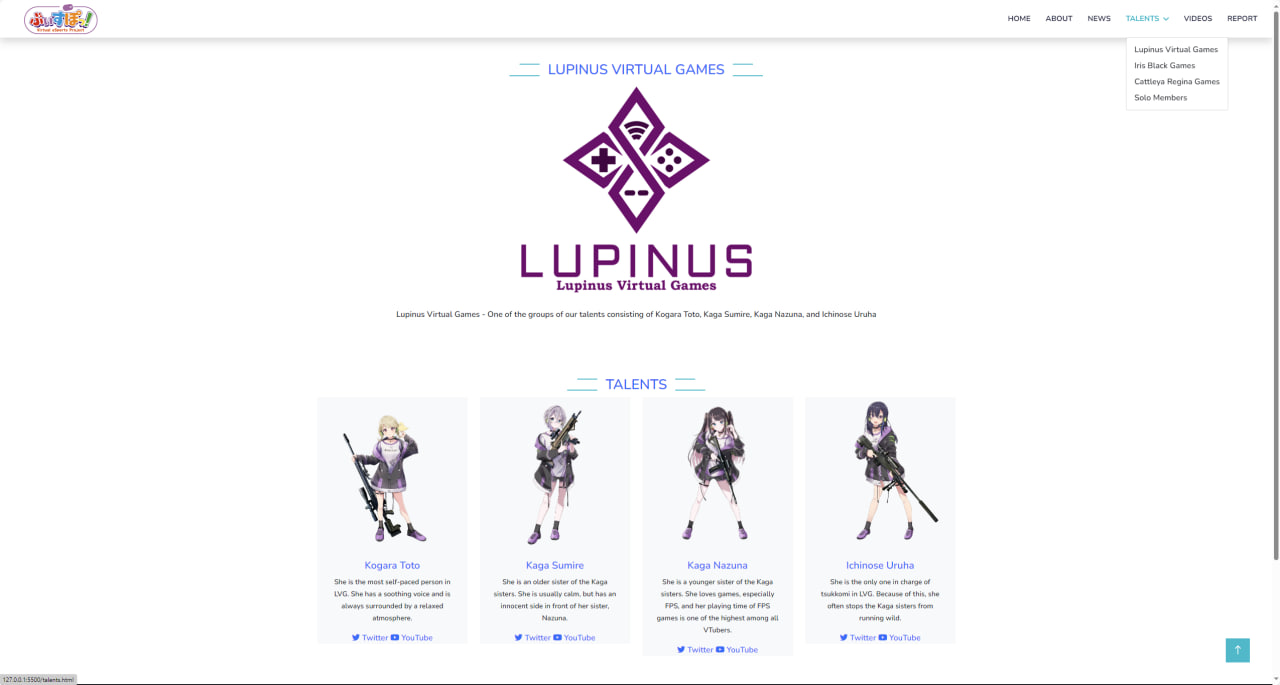 ぶいすぽっ!
Virtual eSports Project
HOME ABOUT NEWS TALENTS VIDEOS REPORT
Lupinus Virtual Games
Iris Black Games
Cattleya Regina Games
Solo Members
LUPINUS VIRTUAL GAMES
LUPINUS
Lupinus Virtual Games
Lupinus Virtual Games - One of the groups of our talents consisting of Kogara Toto, Kaga Sumire, Kaga Nazuna, and Ichinose Uruha
TALENTS
Kogara Toto
She is the most self-paced person in
LVG. She has a soothing voice and is
always surrounded by a relaxed
atmosphere.
Twitter YouTube
Kaga Sumire
She is an older sister of the Kaga
sisters. She is usually calm, but has an
innocent side in front of her sister,
Nazuna.
Twitter YouTube
Kaga Nazuna
She is a younger sister of the Kaga
sisters. She loves games, especially
FPS, and her playing time of FPS
games is one of the highest among all
VTubers.
Twitter YouTube
Ichinose Uruha
She is the only one in charge of
tsukkomi in LVG. Because of this, she
often stops the Kaga sisters from
running wild.
Twitter YouTube
127.0.0.1:5500/talents.html